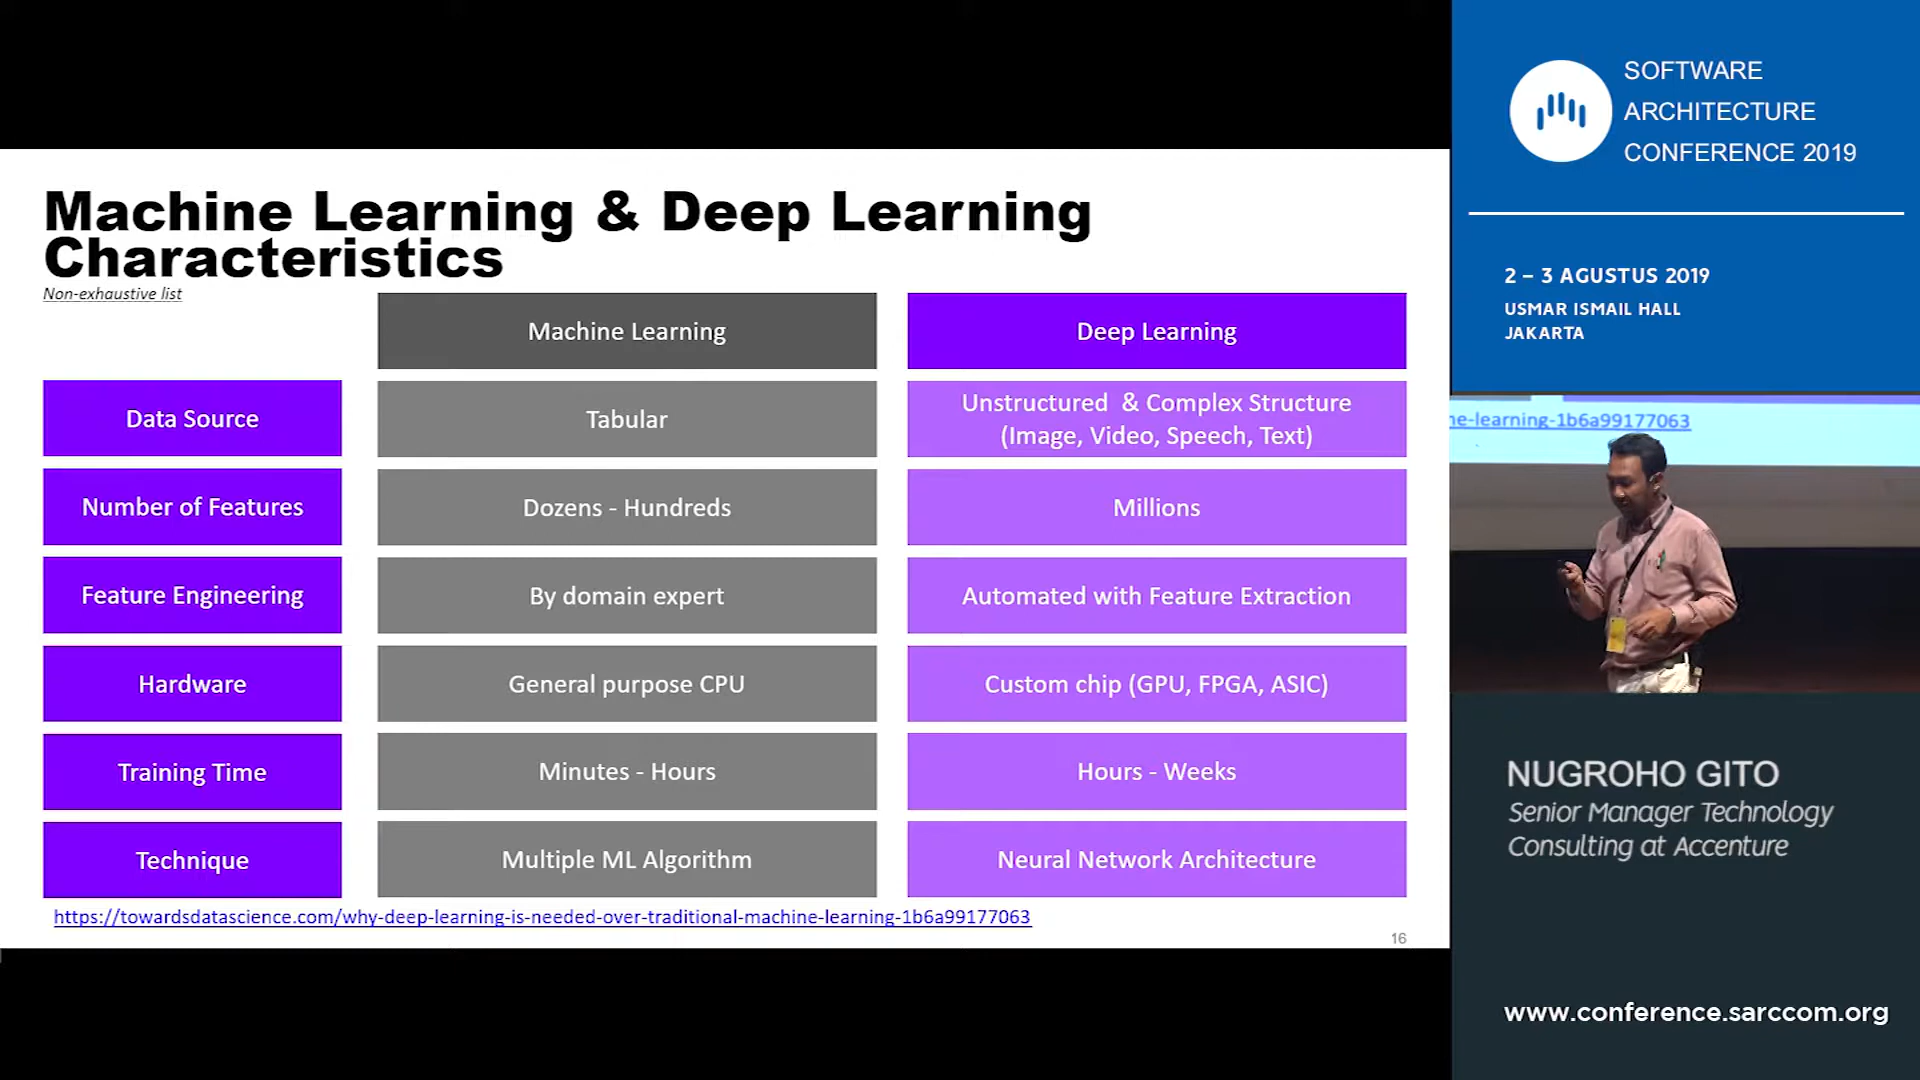 Machine Learning & Deep Learning
Characteristics
Non-exhaustive list
Machine Learning
Deep Learning
Data Source
Tabular
Unstructured & Complex Structure
(Image, Video, Speech, Text)
Number of Features
Dozens - Hundreds
Millions
Feature Engineering
By domain expert
Automated with Feature Extraction
Hardware
General purpose CPU
Custom chip (GPU, FPGA, ASIC)
Training Time
Minutes - Hours
Hours - Weeks
Technique
Multiple ML Algorithm
Neural Network Architecture
https://towardsdatascience.com/why-deep-learning-is-needed-over-traditional-machine-learning-1b6a99177063
16
SOFTWARE
ARCHITECTURE
CONFERENCE 2019
2 – 3 AGUSTUS 2019
USMAR ISMAIL HALL
JAKARTA
ne-learning-1b6a99177063
NUGROHO GITO
Senior Manager Technology
Consulting at Accenture
www.conference.sarccom.org